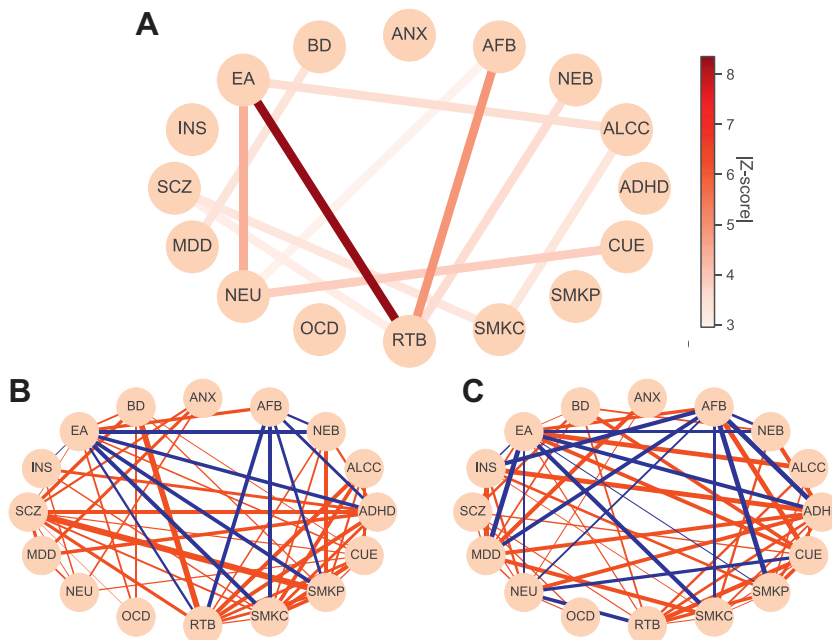 A
BD
ANX
AFB
EA
NEB
INS
ALCC
SCZ
ADHD
MDD
CUE
NEU
SMKP
OCD
RTB
SMKC
8
7
6
5
4
3
|Z-score|
B
BD
ANX
AFB
EA
NEB
INS
ALCC
SCZ
ADHD
MDD
CUE
NEU
SMKP
OCD
RTB
SMKC
C
BD
ANX
AFB
EA
NEB
INS
ALCC
SCZ
ADH
MDD
CUE
NEU
SMKP
OCD
RTB
SMKC